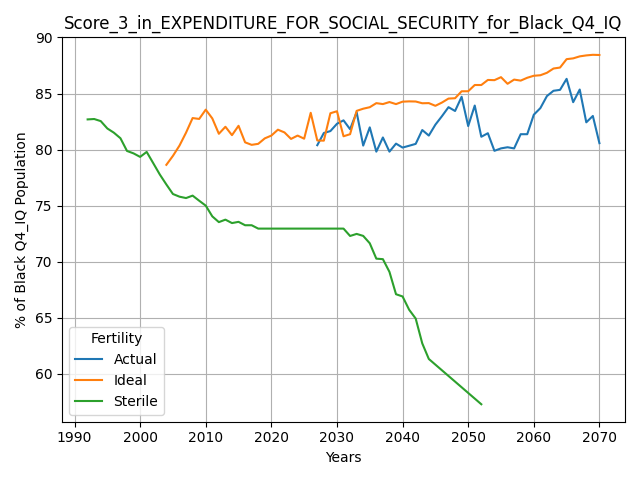 Score_3_in_EXPENDITURE_FOR_SOCIAL_SECURITY_for_Black_Q4_IQ
% of Black Q4_IQ Population
90
85
80
75
70
65
60
Fertility
Actual
Ideal
Sterile
1990 2000 2010 2020 2030 2040 2050 2060 2070
Years